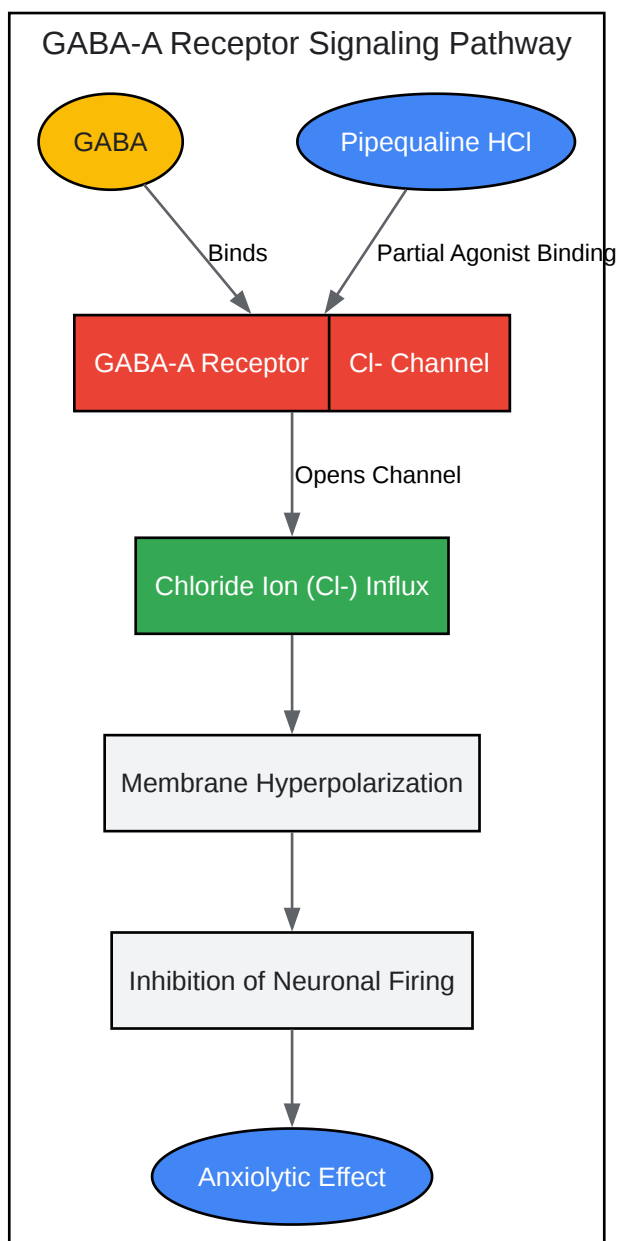 GABA-A Receptor Signaling Pathway
GABA
Pipequaline HCl
Binds
Partial Agonist Binding
GABA-A Receptor
Cl- Channel
Opens Channel
Chloride Ion (Cl-) Influx
Membrane Hyperpolarization
Inhibition of Neuronal Firing
Anxiolytic Effect